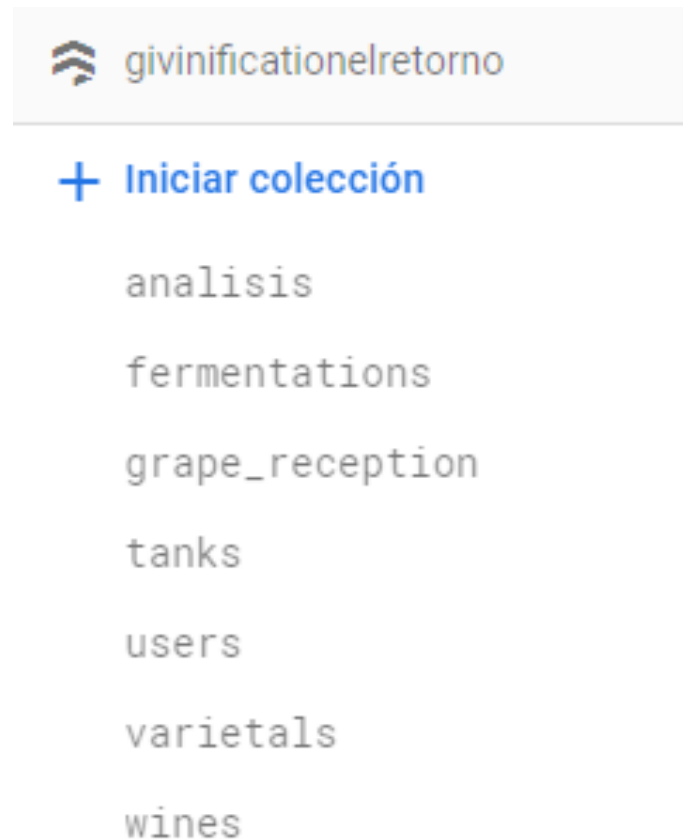 givinificationelretorno
+ Iniciar colección
analisis
fermentations
grape_reception
tanks
users
varietals
wines